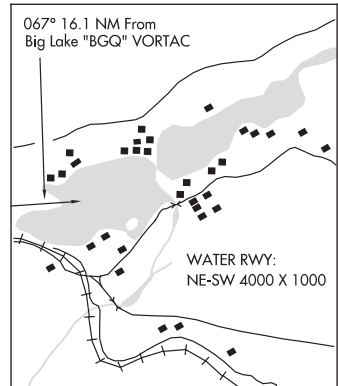 067° 16.1 NM From
Big Lake "BGQ" VORTAC
WATER RWY:
NE-SW 4000 X 1000